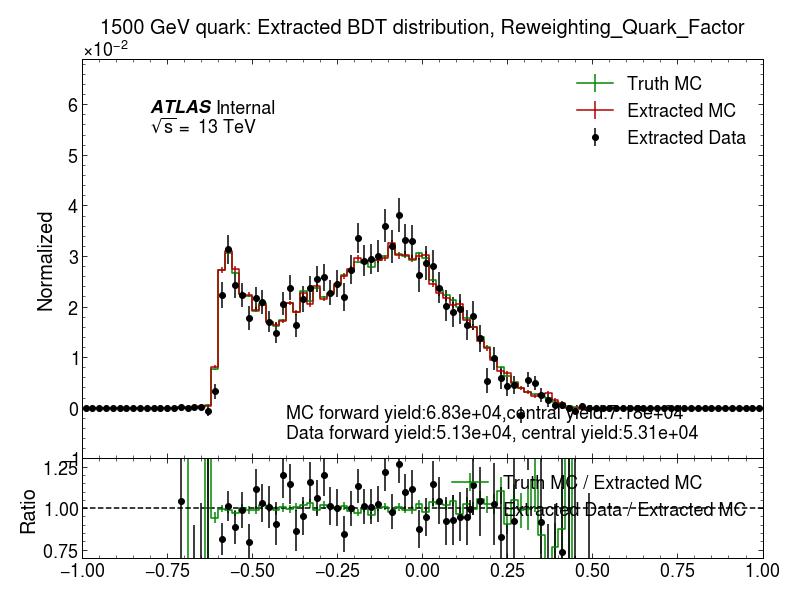 1500 GeV quark: Extracted BDT distribution, Reweighting_Quark_Factor
×10⁻²
ATLAS Internal
√s = 13 TeV
Truth MC
Extracted MC
Extracted Data
Normalized
6
5
4
3
2
1
0
MC forward yield:6.83e+04,central yield:7.18e+04
Data forward yield:5.13e+04, central yield:5.31e+04
1
Ratio
1.25
1.00
0.75
Truth MC / Extracted MC
Extracted Data / Extracted MC
−1.00 −0.75 −0.50 −0.25 0.00 0.25 0.50 0.75 1.00